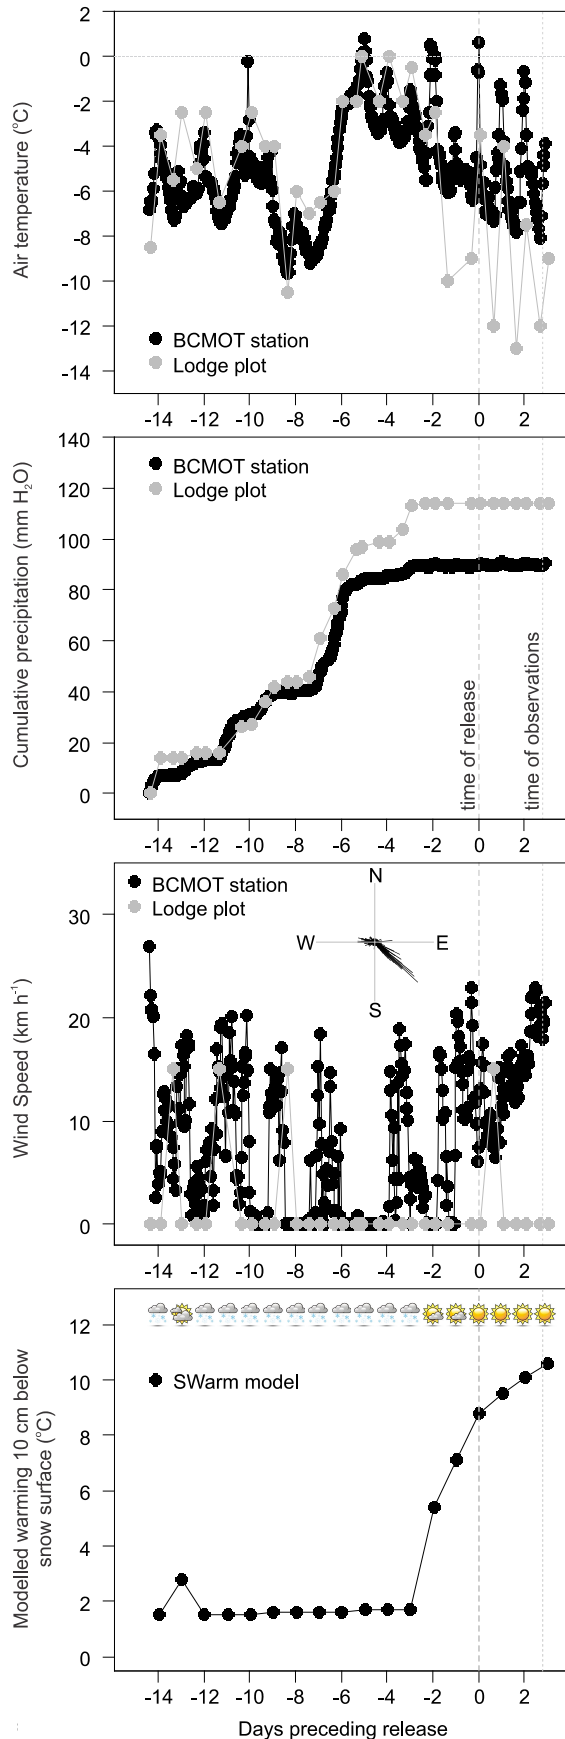 2
0
-2
-4
-6
-8
-10
-12
-14
Air temperature (°C)
BCMOT station
Lodge plot
-14 -12 -10 -8 -6 -4 -2 0 2
140
120
100
80
60
40
20
0
Cumulative precipitation (mm H₂O)
BCMOT station
Lodge plot
time of release
time of observations
-14 -12 -10 -8 -6 -4 -2 0 2
BCMOT station
Lodge plot
N
W E
S
30
20
10
0
Wind Speed (km h⁻¹)
-14 -12 -10 -8 -6 -4 -2 0 2
12
10
8
6
4
2
0
Modelled warming 10 cm below
snow surface (°C)
SWarm model
-14 -12 -10 -8 -6 -4 -2 0 2
Days preceding release